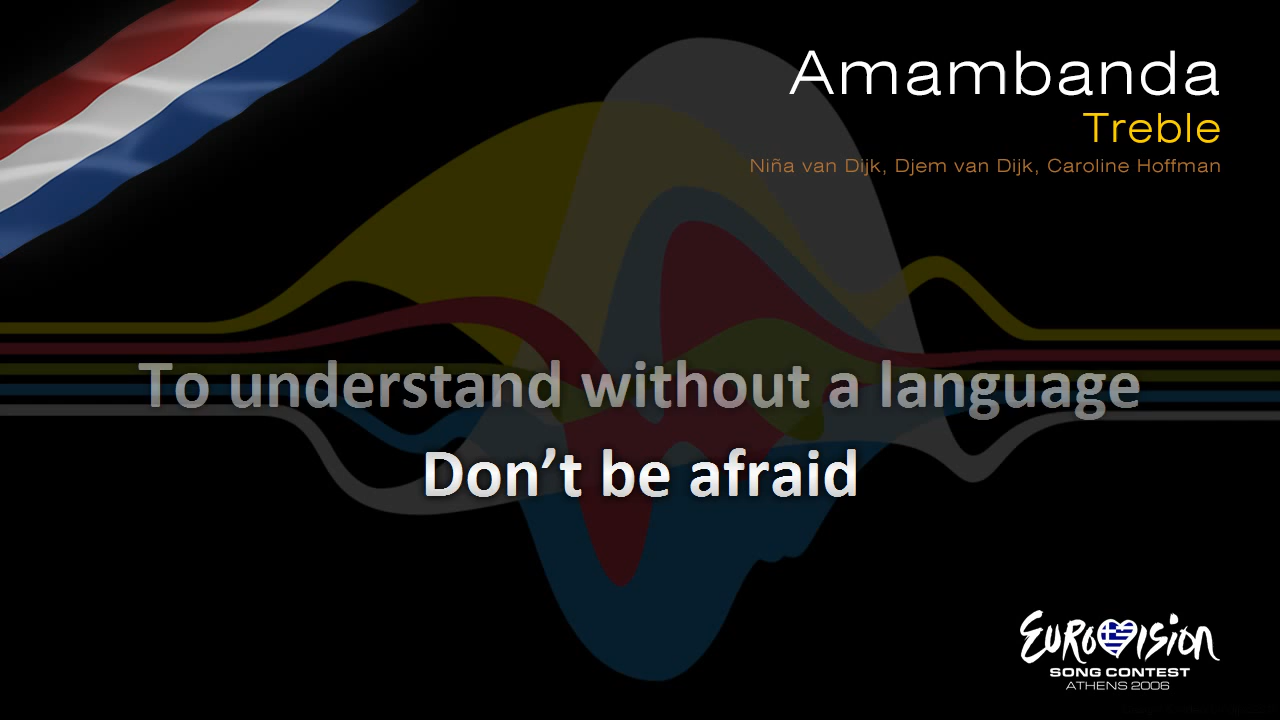 Amambanda
Treble
Niña van Dijk, Djem van Dijk, Caroline Hoffman
To understand without a language
Don’t be afraid
EUROVISION
SONG CONTEST
ATHENS 2006